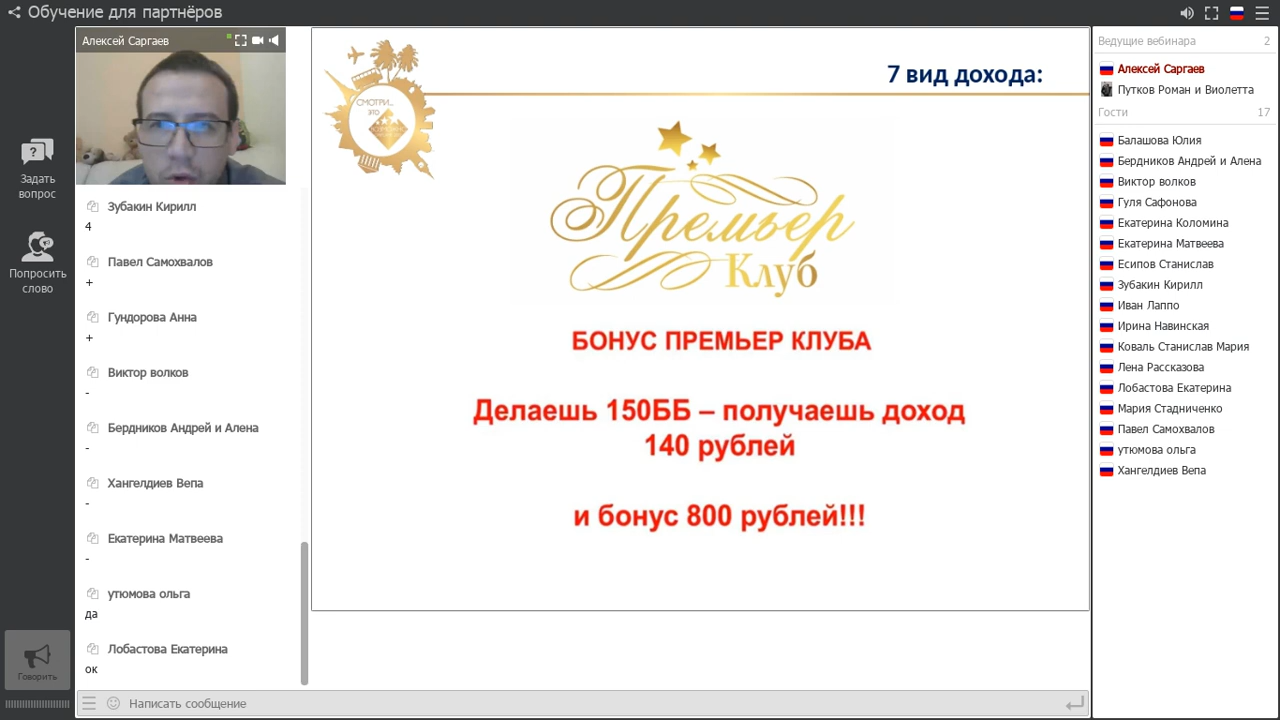 Обучение для партнёров
Алексей Саргаев
Задать
вопрос
Попросить
слово
Говорить
Зубакин Кирилл
4
Павел Самохвалов
+
Гундорова Анна
+
Виктор волков
-
Бердников Андрей и Алена
-
Хангелдиев Вепа
-
Екатерина Матвеева
-
утюмова ольга
да
Лобастова Екатерина
ок
Написать сообщение
СМОТРИ...
ЭТО
ВОЗМОЖНО
7 вид дохода:
Премьер
Клуб
БОНУС ПРЕМЬЕР КЛУБА
Делаешь 150ББ – получаешь доход
140 рублей
и бонус 800 рублей!!!
Ведущие вебинара 2
Алексей Саргаев
Путков Роман и Виолетта
Гости 17
Балашова Юлия
Бердников Андрей и Алена
Виктор волков
Гуля Сафонова
Екатерина Коломина
Екатерина Матвеева
Есипов Станислав
Зубакин Кирилл
Иван Лаппо
Ирина Навинская
Коваль Станислав Мария
Лена Рассказова
Лобастова Екатерина
Мария Стадниченко
Павел Самохвалов
утюмова ольга
Хангелдиев Вепа